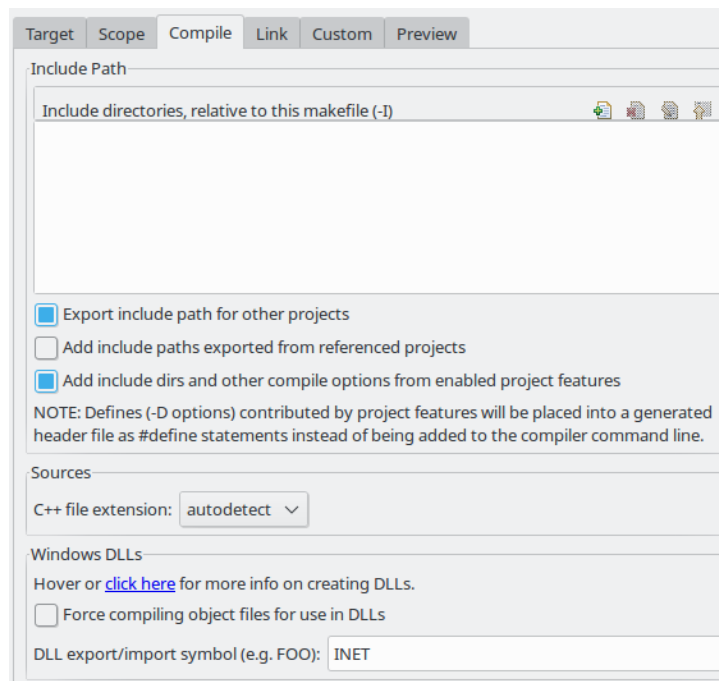 Target Scope Compile Link Custom Preview
Include Path
Include directories, relative to this makefile (-I)
Export include path for other projects
Add include paths exported from referenced projects
Add include dirs and other compile options from enabled project features
NOTE: Defines (-D options) contributed by project features will be placed into a generated
header file as #define statements instead of being added to the compiler command line.
Sources
C++ file extension: autodetect
Windows DLLs
Hover or click here for more info on creating DLLs.
Force compiling object files for use in DLLs
DLL export/import symbol (e.g. FOO): INET